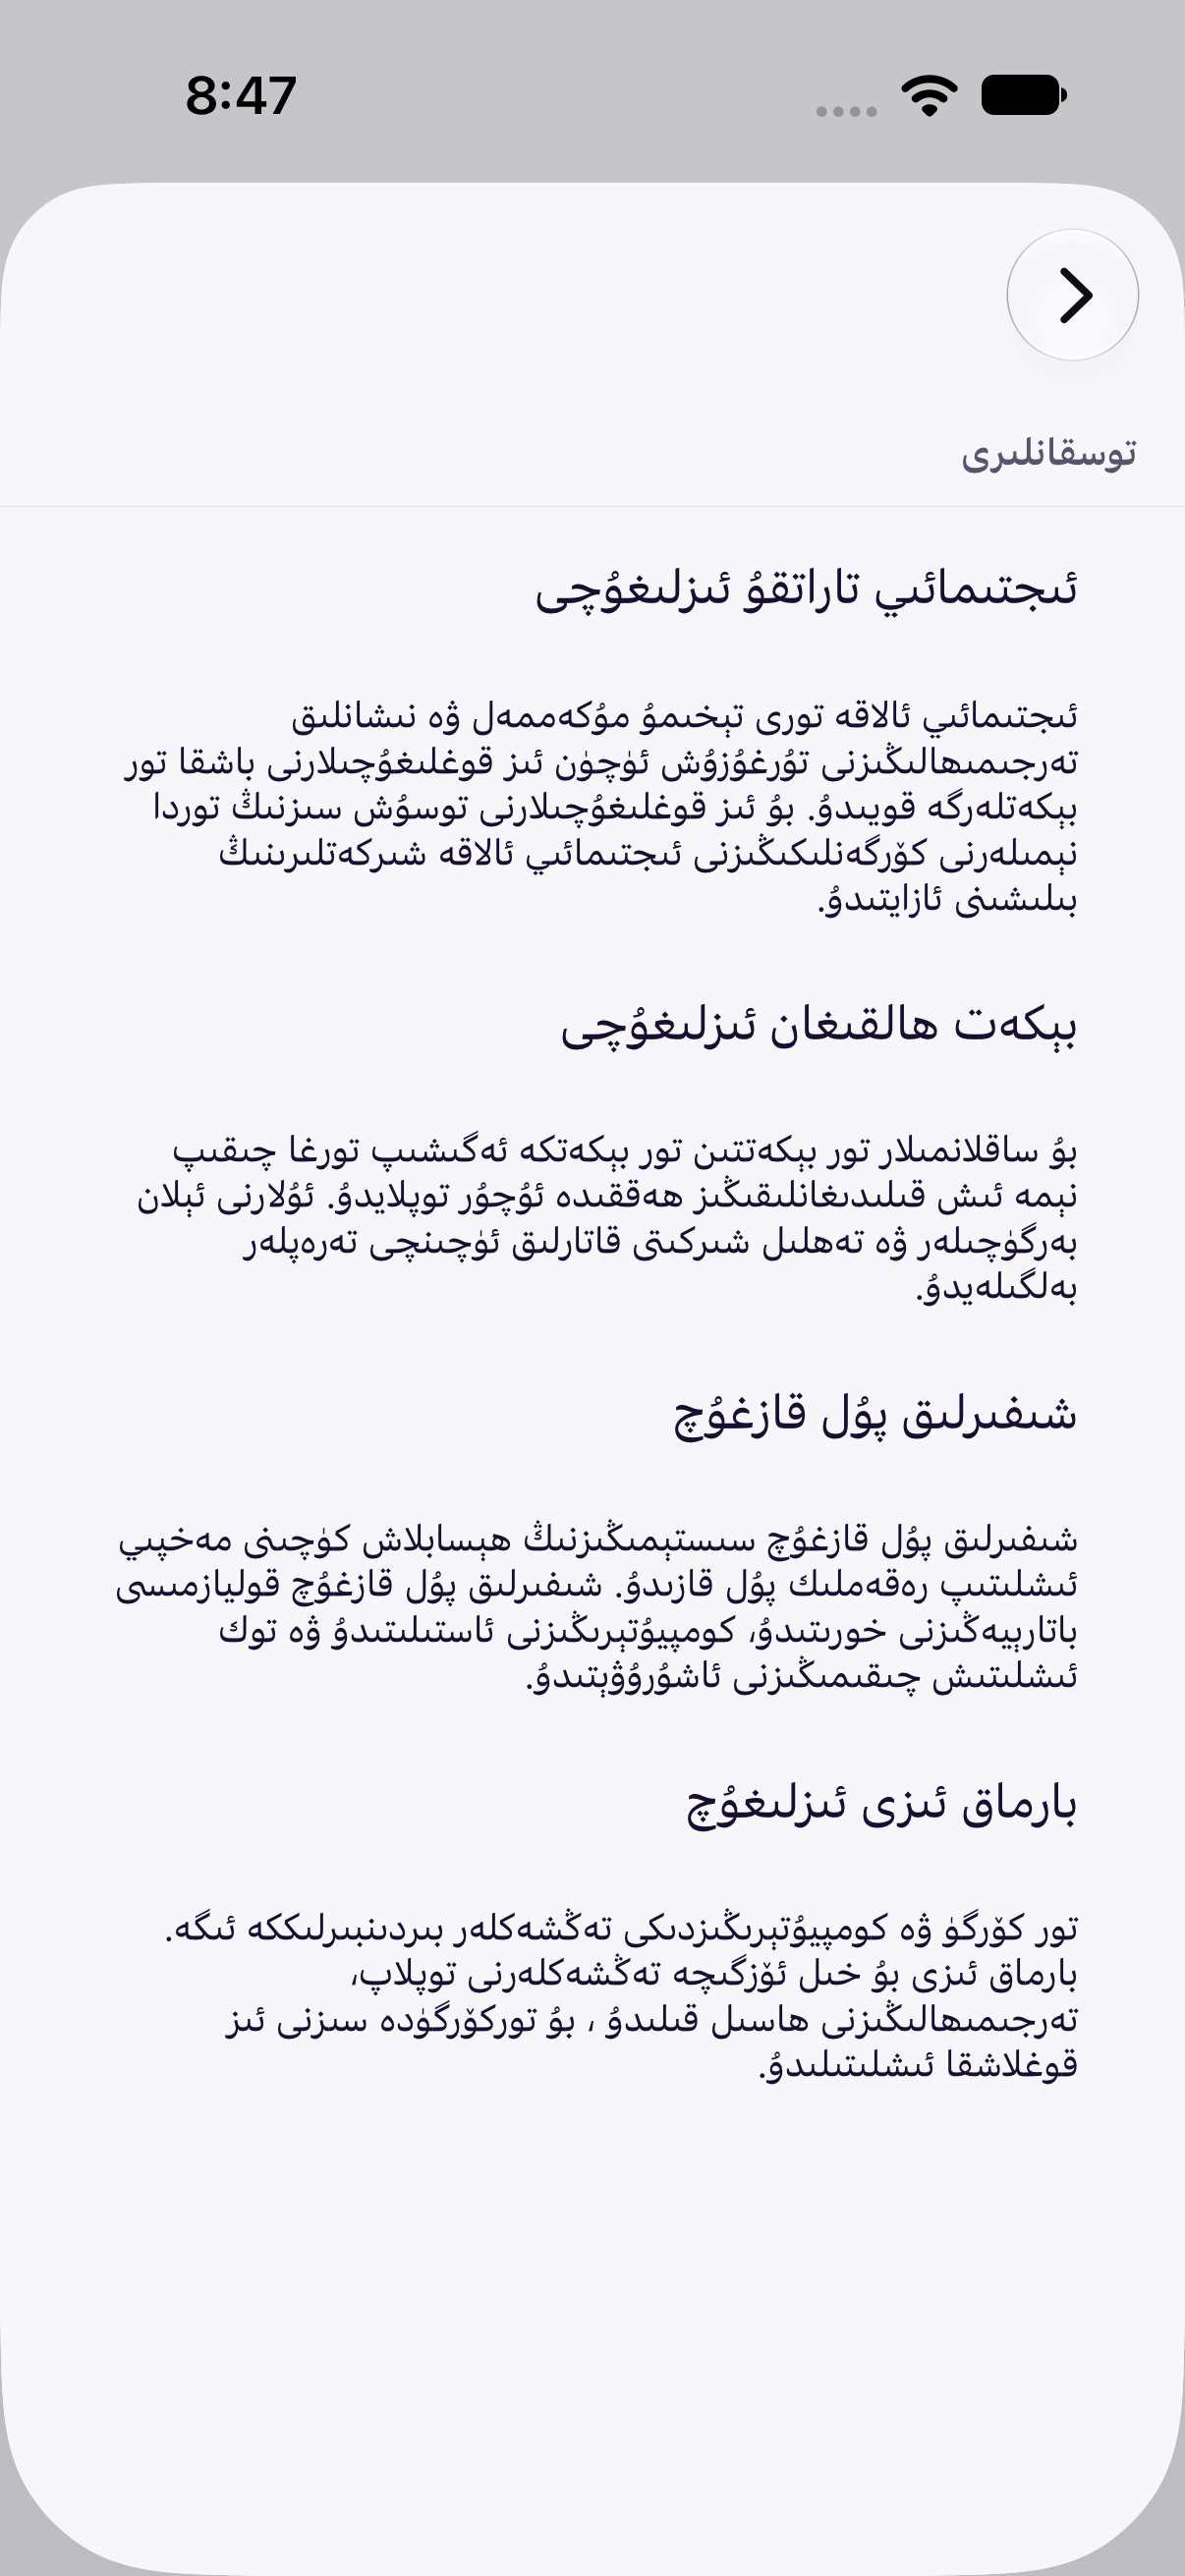 8:47
توسقانلىرى
ئىجتىمائىي تاراتقۇ ئىزلىغۇچى
ئىجتىمائىي ئالاقە تورى تېخىمۇ مۇكەممەل ۋە نىشانلىق
تەرجىمىھالىڭىزنى تۇرغۇزۇش ئۈچۈن ئىز قوغلىغۇچىلارنى باشقا تور
بېكەتلەرگە قويىدۇ. بۇ ئىز قوغلىغۇچىلارنى توسۇش سىزنىڭ توردا
نېمىلەرنى كۆرگەنلىكىڭىزنى ئىجتىمائىي ئالاقە شىركەتلىرىنىڭ
بىلىشىنى ئازايتىدۇ.
بېكەت ھالقىغان ئىزلىغۇچى
بۇ ساقلانمىلار تور بېكەتتىن تور بېكەتكە ئەگىشىپ تورغا چىقىپ
نېمە ئىش قىلىدىغانلىقىڭىز ھەققىدە ئۇچۇر توپلايدۇ. ئۇلارنى ئېلان
بەرگۈچىلەر ۋە تەھلىل شىركىتى قاتارلىق ئۈچىنچى تەرەپلەر
بەلگىلەيدۇ.
شىفىرلىق پۇل قازغۇچ
شىفىرلىق پۇل قازغۇچ سىستېمىڭىزنىڭ ھېسابلاش كۈچىنى مەخپىي
ئىشلىتىپ رەقەملىك پۇل قازىدۇ. شىفىرلىق پۇل قازغۇچ قوليازمىسى
باتارېيەڭىزنى خورىتىدۇ، كومپيۇتېرىڭىزنى ئاستىلىتىدۇ ۋە توك
ئىشلىتىش چىقىمىڭىزنى ئاشۇرۇۋېتىدۇ.
بارماق ئىزى ئىزلىغۇچ
تور كۆرگۈ ۋە كومپيۇتېرىڭىزدىكى تەڭشەكلەر بىردىنبىرلىككە ئىگە.
بارماق ئىزى بۇ خىل ئۆزگىچە تەڭشەكلەرنى توپلاپ،
تەرجىمىھالىڭىزنى ھاسىل قىلىدۇ ، بۇ توركۆرگۈدە سىزنى ئىز
قوغلاشقا ئىشلىتىلىدۇ.